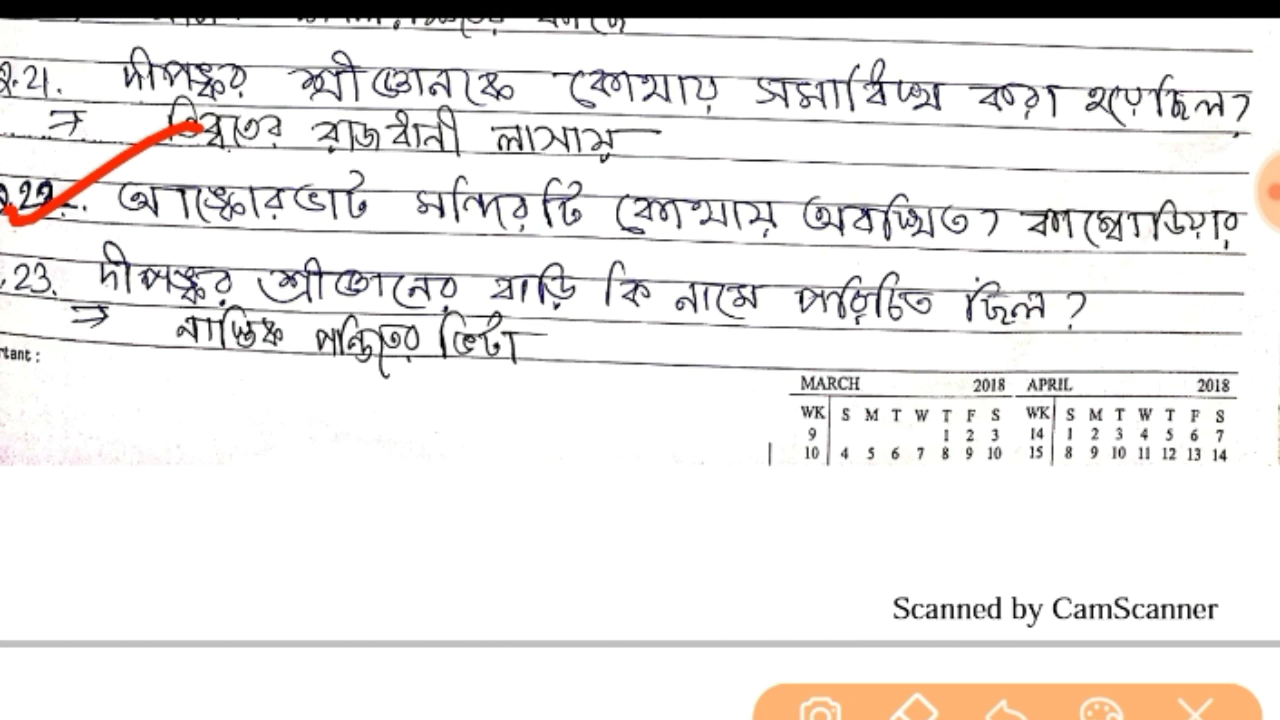 Q.21. দীপঙ্কর শ্রীজ্ঞানকে কোথায় সমাধিস্থ করা হয়েছিল?
→ তিব্বতের রাজধানী লাসায়
Q.22. আঙ্কোরভাট মন্দিরটি কোথায় অবস্থিত? কাম্বোডিয়ার
.23. দীপঙ্কর শ্রীজ্ঞানের বাড়ি কি নামে পরিচিত ছিল?
→ নাস্তিক পন্ডিতের ভিটা
rtant :
MARCH 2018 APRIL 2018
WK S M T W T F S WK S M T W T F S
9 1 2 3 14 1 2 3 4 5 6 7
10 4 5 6 7 8 9 10 15 8 9 10 11 12 13 14
Scanned by CamScanner